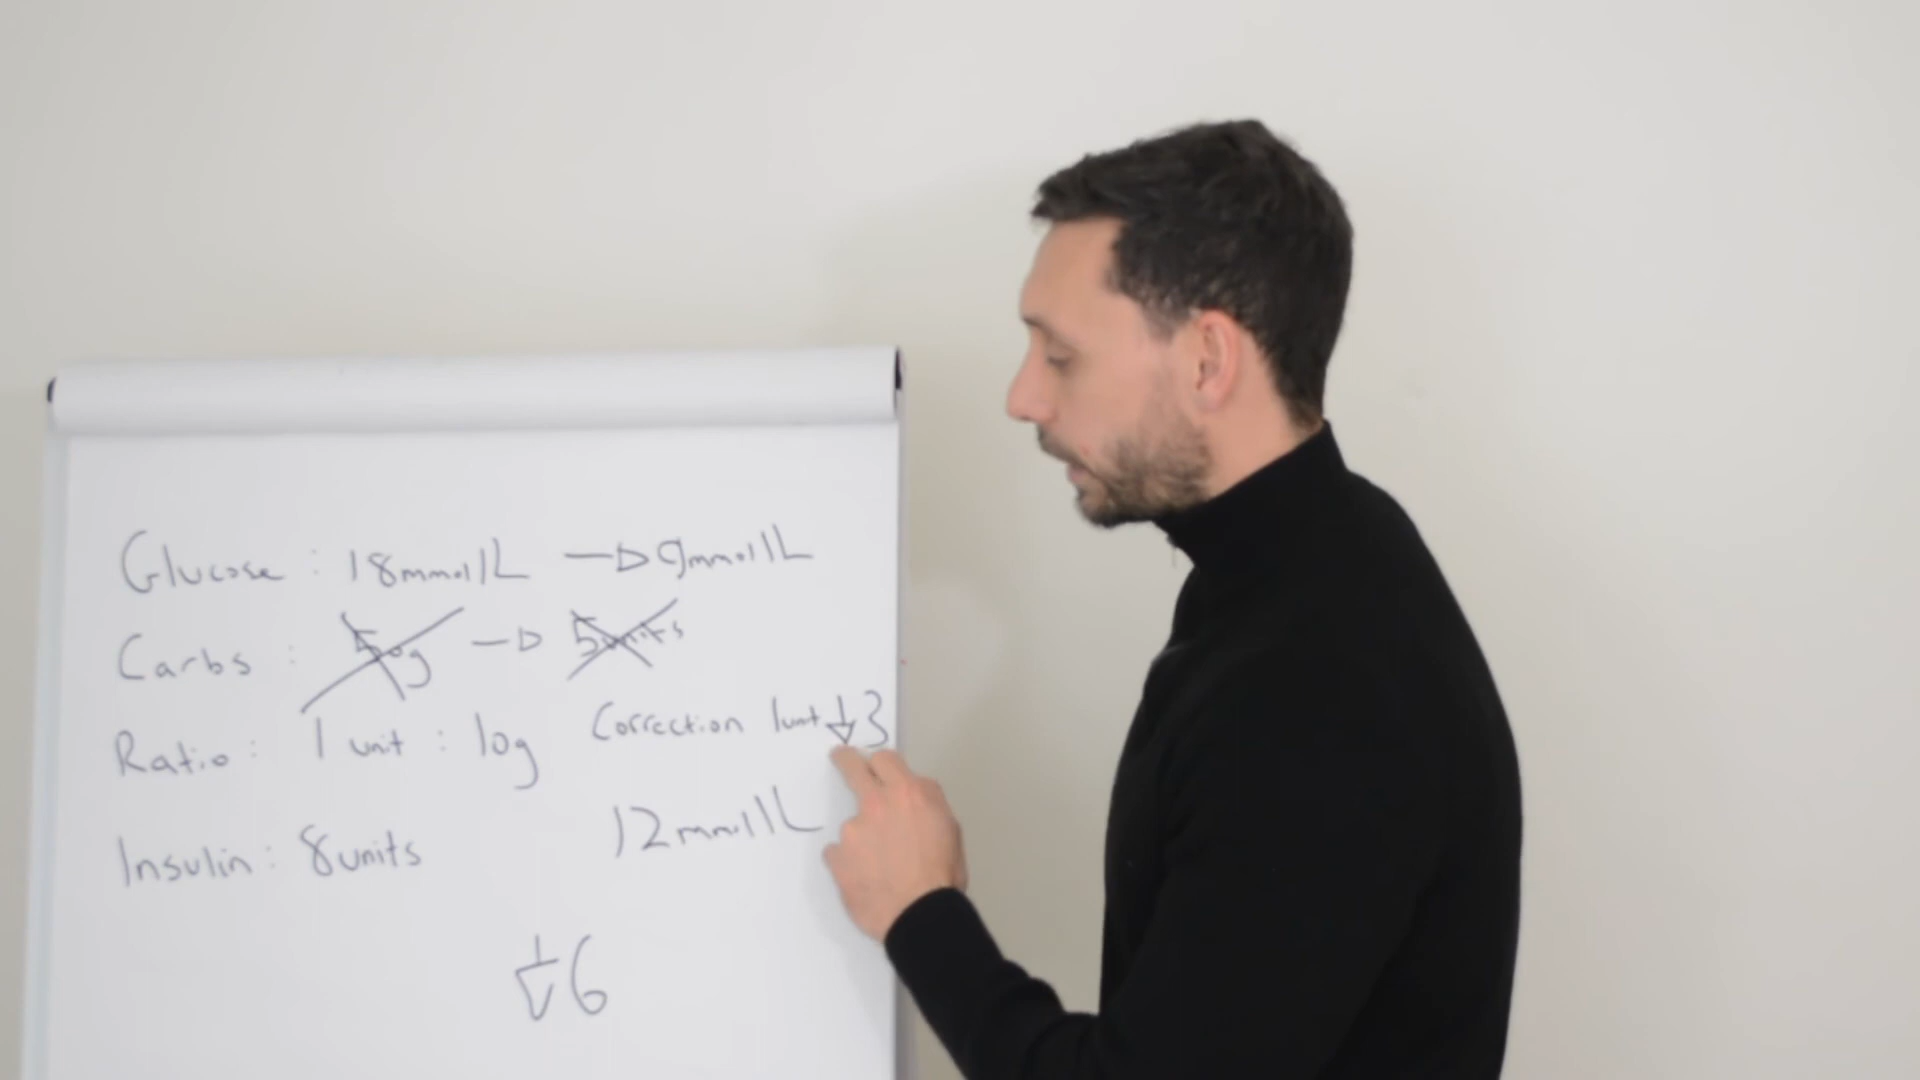 Glucose : 18mmol/L → 9mmol/L
Carbs : 50g → 5units
Ratio : 1 unit : 10g Correction 1unit ↓3
12mmol/L
Insulin : 8units
↓6